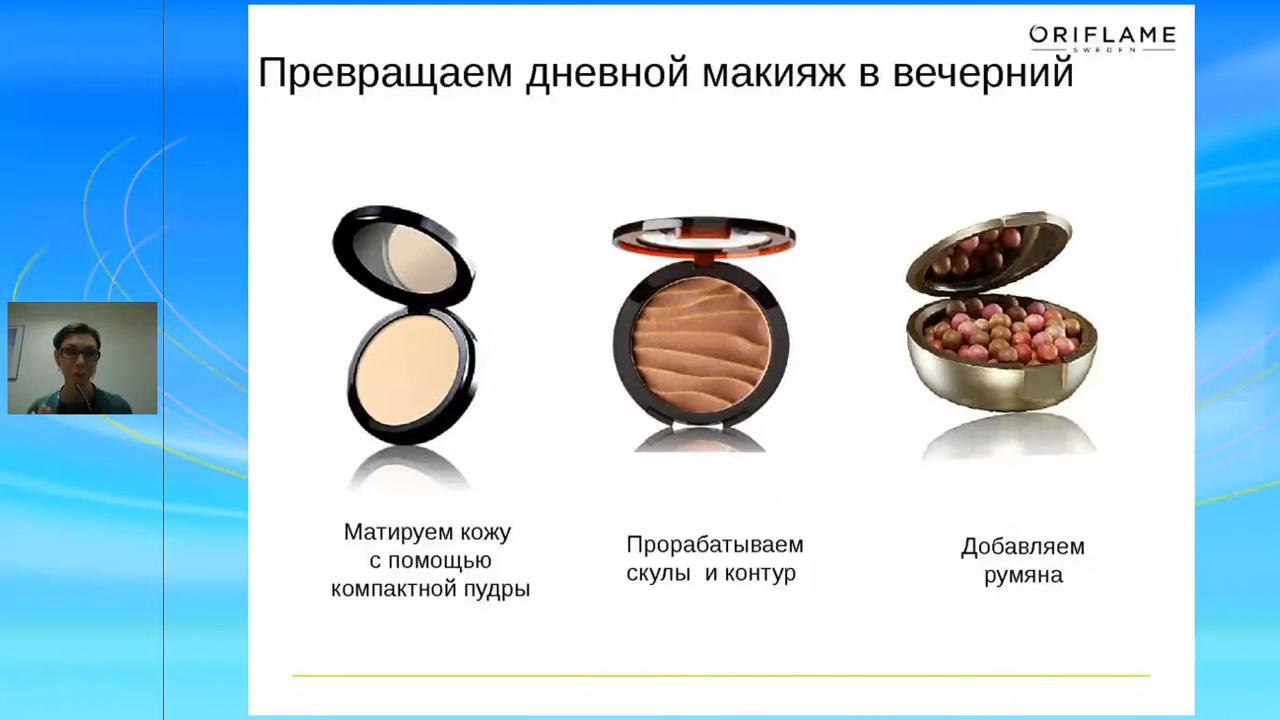 ORIFLAME
SWEDEN
Превращаем дневной макияж в вечерний
Матируем кожу
с помощью
компактной пудры
Прорабатываем
скулы и контур
Добавляем
румяна